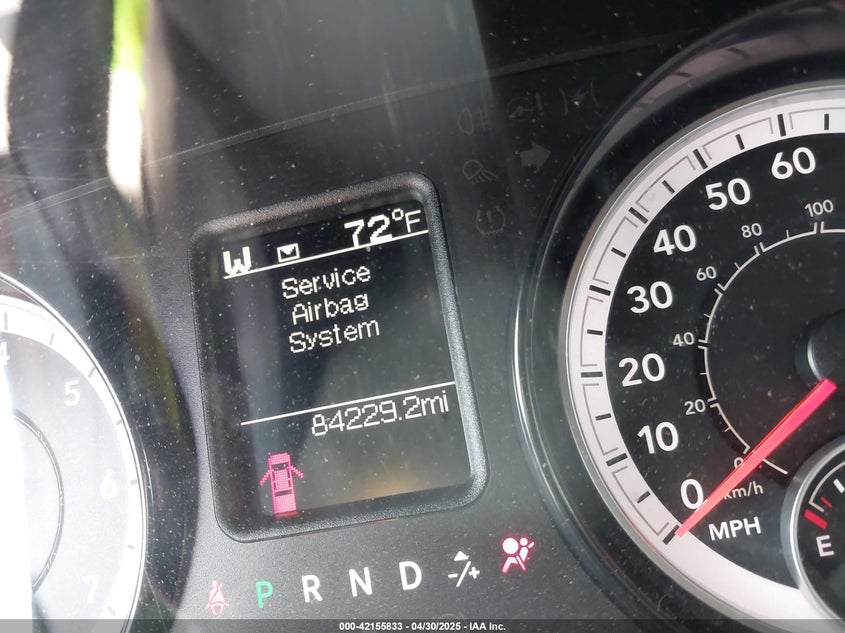 W 72°F
Service
Airbag
System
84229.2mi
P R N D -/+
4
5
6
7
0
10
20
30
40
50
60
MPH
0
20
40
60
80
100
km/h
E
000-42155833 - 04/30/2025 - IAA Inc.